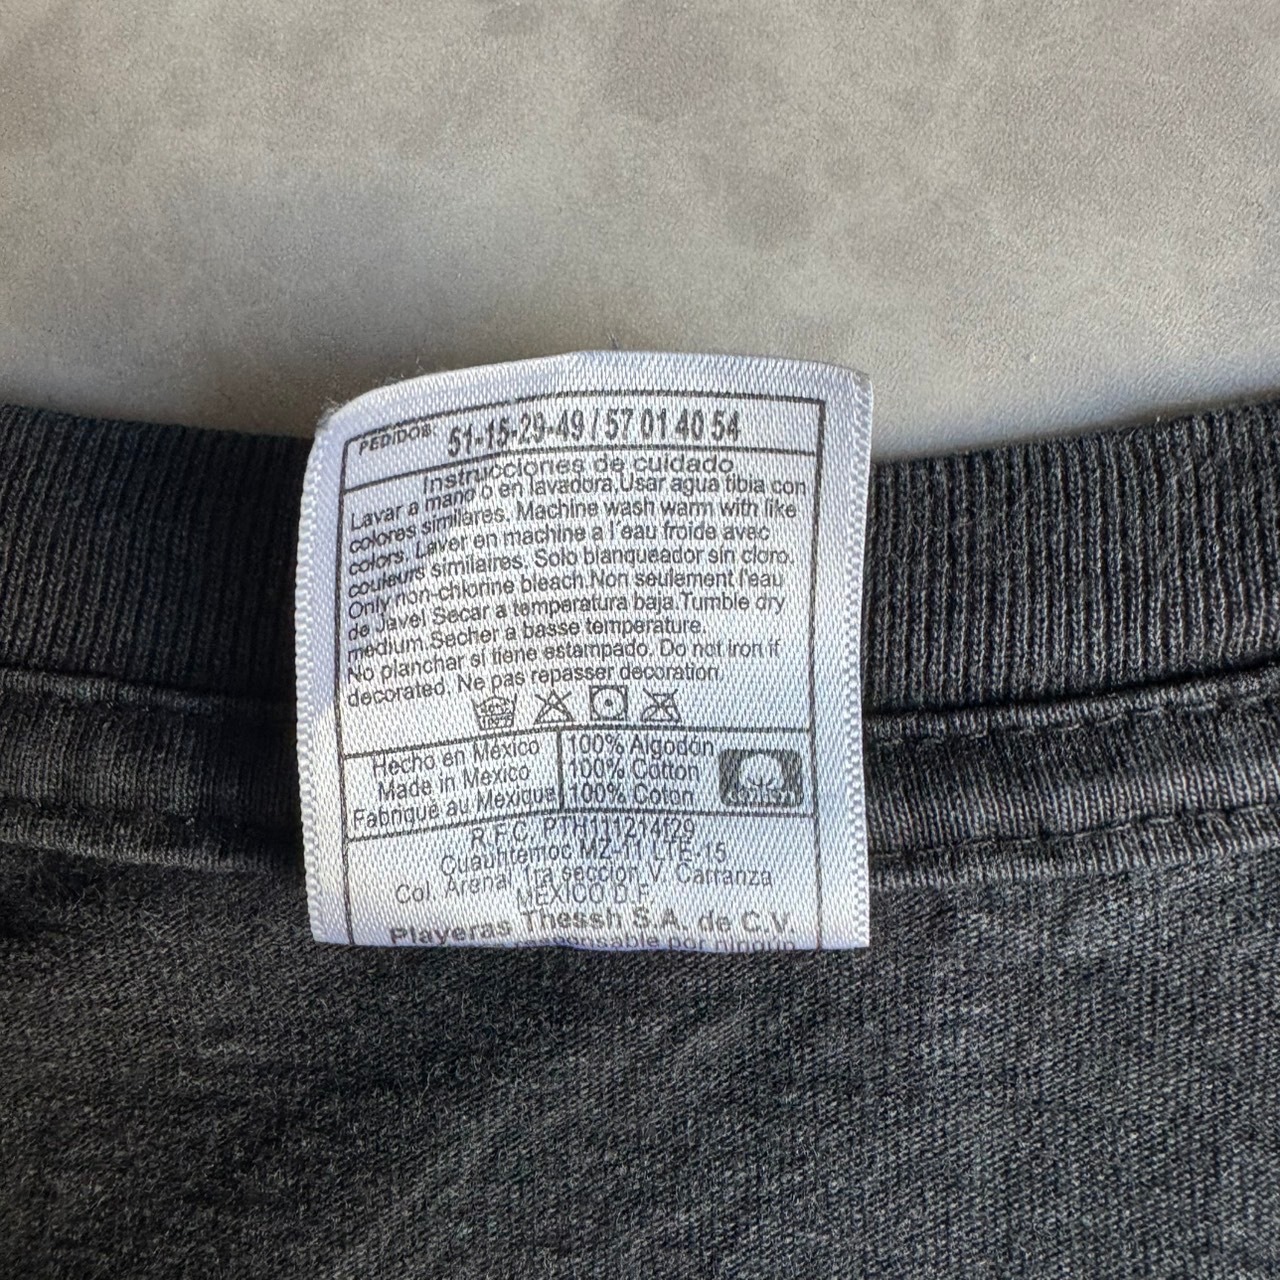 PEDIDOS: 51-15-29-49 / 57 01 40 54
Instrucciones de cuidado
Lavar a mano o en lavadora.Usar agua tibia con
colores similares. Machine wash warm with like
colors. Laver en machine a l'eau froide avec
couleurs similaires. Solo blanqueador sin cloro.
Only non-chlorine bleach.Non seulement l'eau
de Javel Secar a temperatura baja.Tumble dry
medium.Secher a basse temperature.
No planchar si tiene estampado. Do not iron if
decorated. Ne pas repasser decoration.
Hecho en México
Made in Mexico
Fabriqué au Mexique
100% Algodón
100% Cotton
100% Coton
R.F.C. PTH111214f29
Cuauhtemoc MZ-11 LTE-15
Col. Arenal 1ra seccion V. Carranza
MEXICO D.F.
Playeras Thessh S.A. de C.V.
por ningun